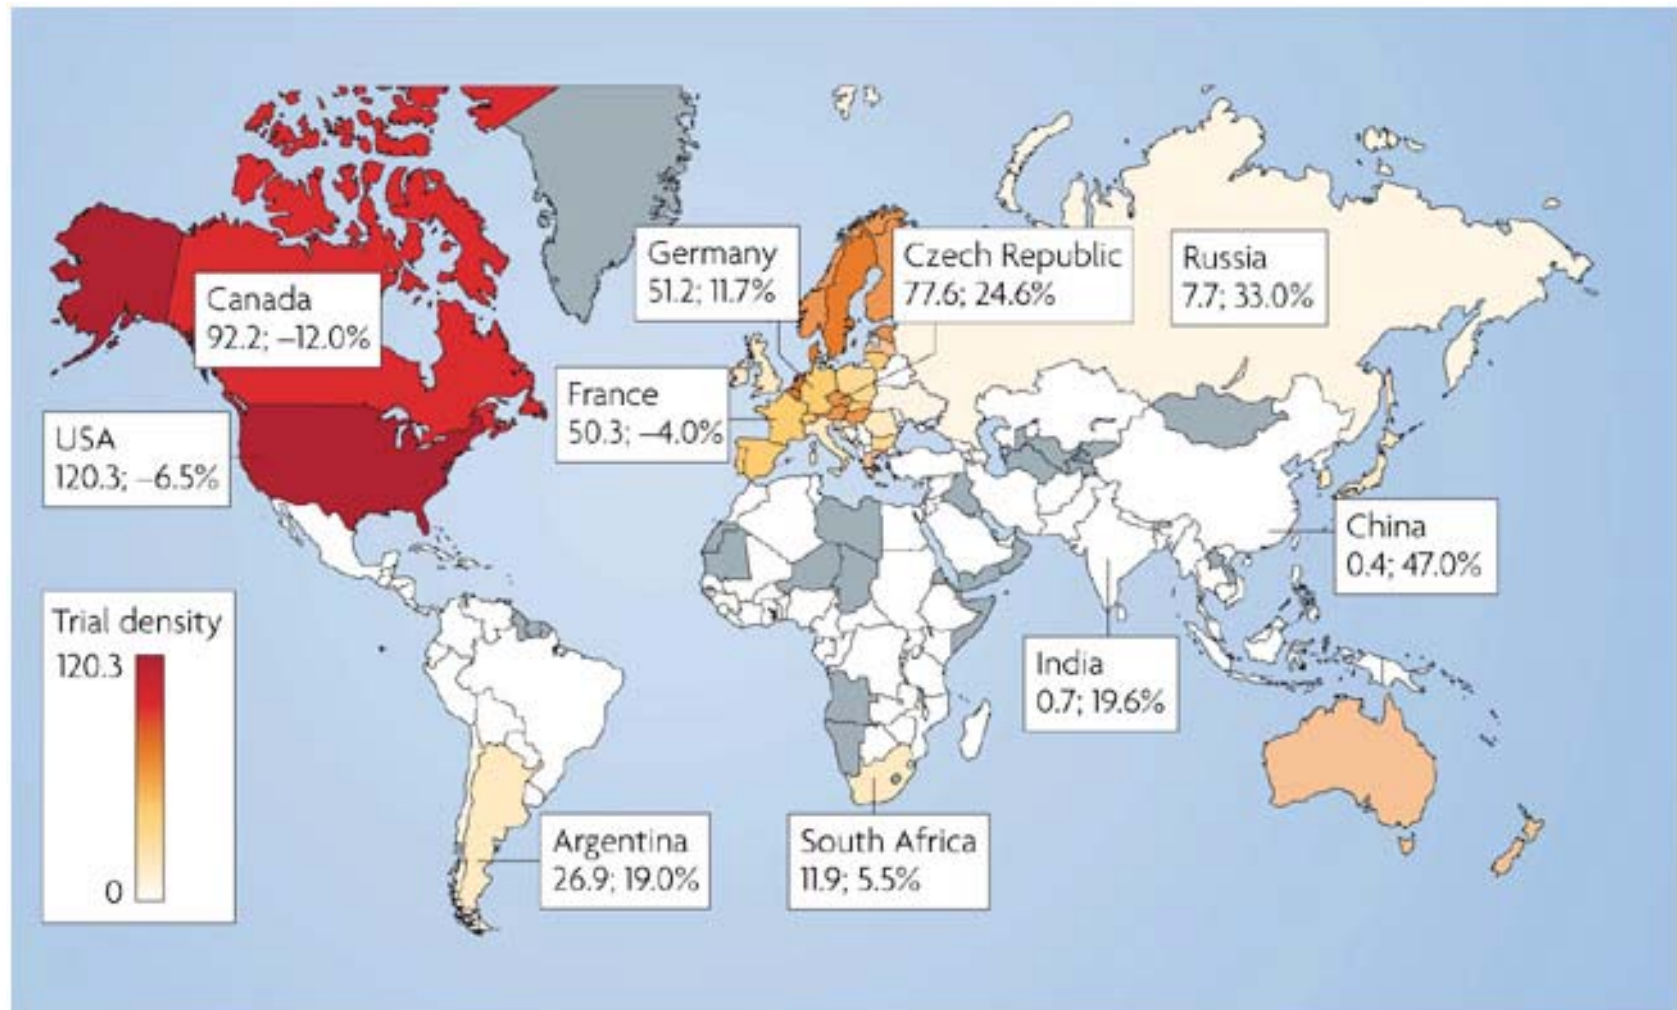 Germany
51.2; 11.7%
Czech Republic
77.6; 24.6%
Russia
7.7; 33.0%
Canada
92.2; –12.0%
France
50.3; –4.0%
USA
120.3; –6.5%
China
0.4; 47.0%
Trial density
120.3
0
India
0.7; 19.6%
Argentina
26.9; 19.0%
South Africa
11.9; 5.5%